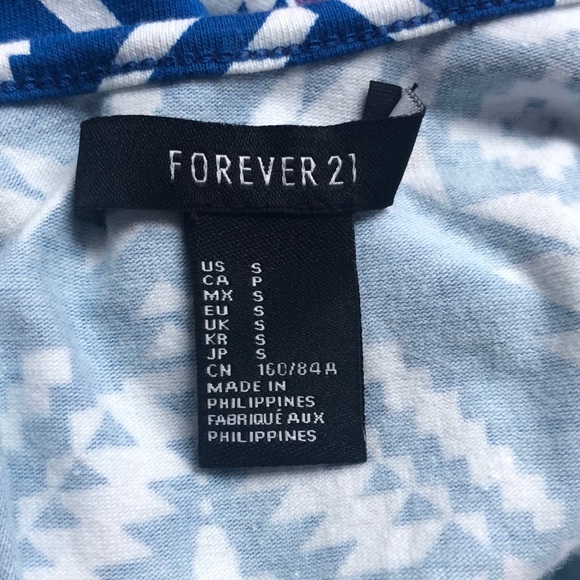 FOREVER 21
US S
CA P
MX S
EU S
UK S
KR S
JP S
CN 160/84A
MADE IN
PHILIPPINES
FABRIQUÉ AUX
PHILIPPINES